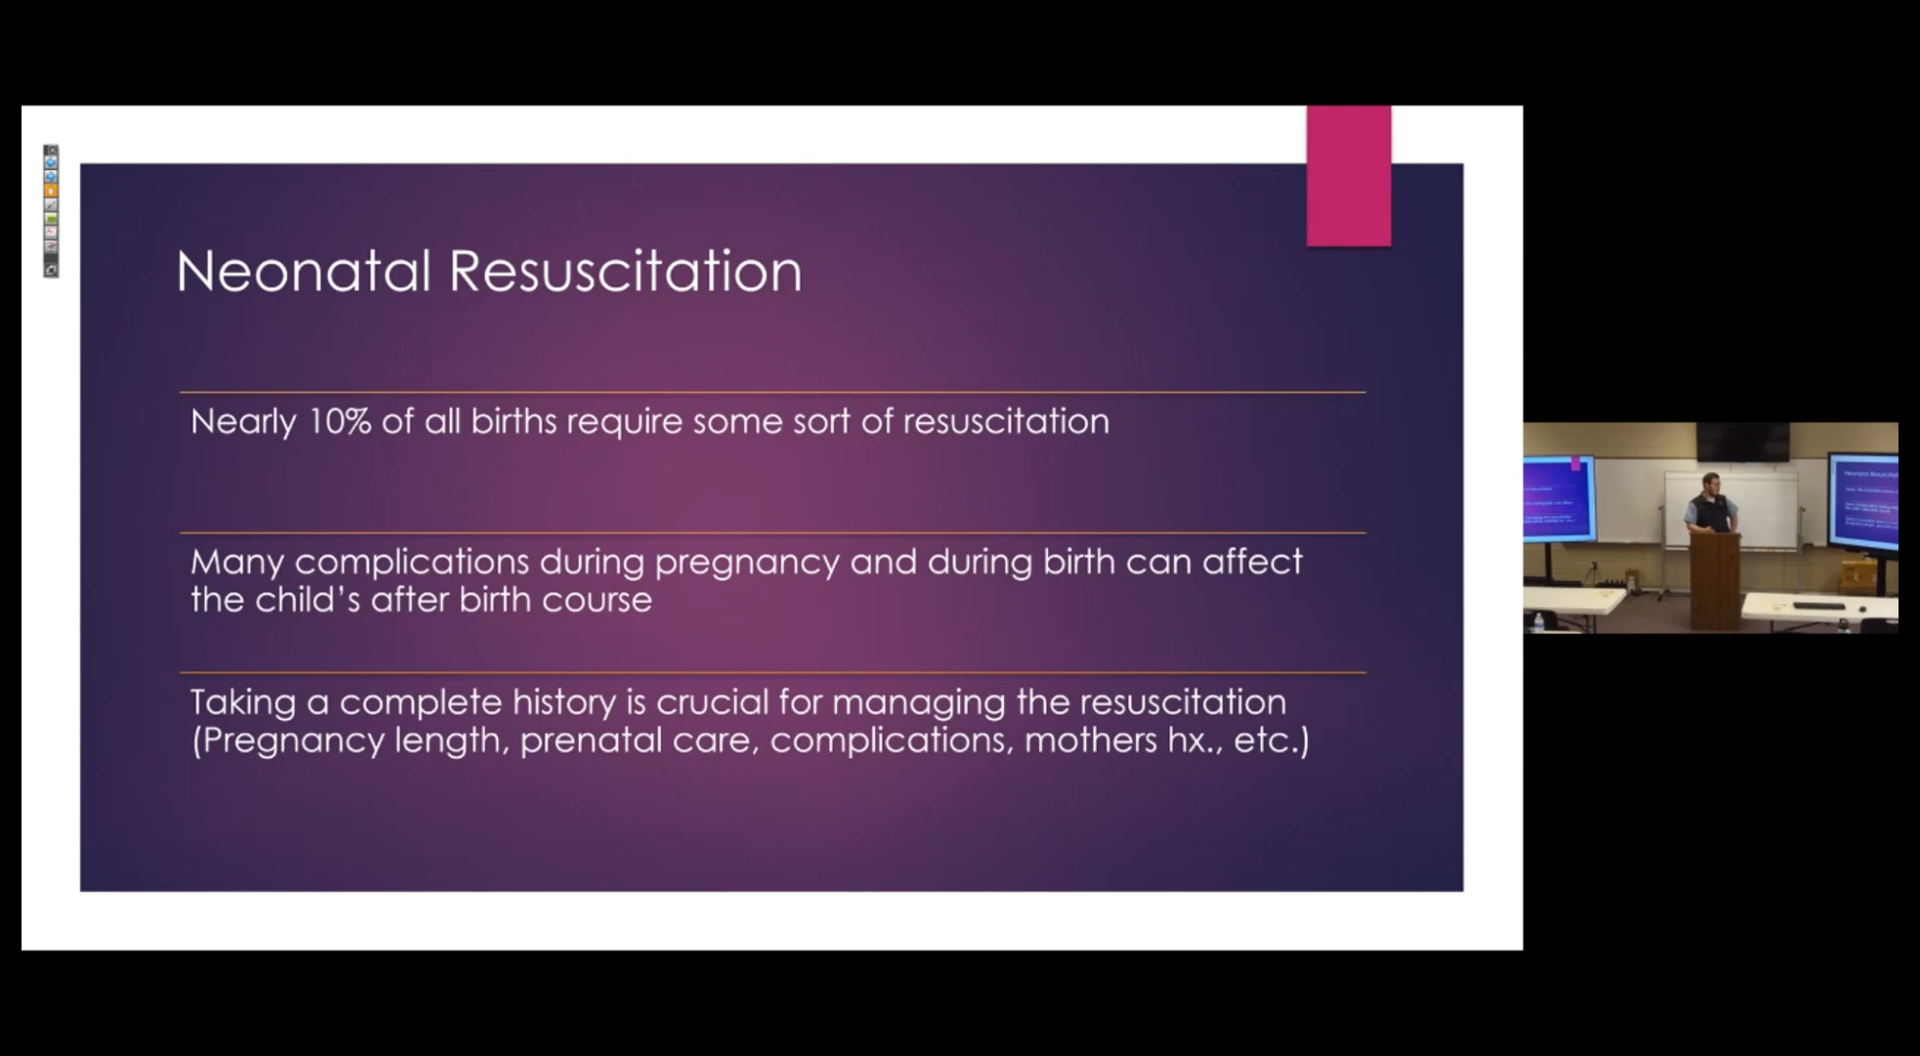 Neonatal Resuscitation
Nearly 10% of all births require some sort of resuscitation
Many complications during pregnancy and during birth can affect
the child's after birth course
Taking a complete history is crucial for managing the resuscitation
(Pregnancy length, prenatal care, complications, mothers hx., etc.)